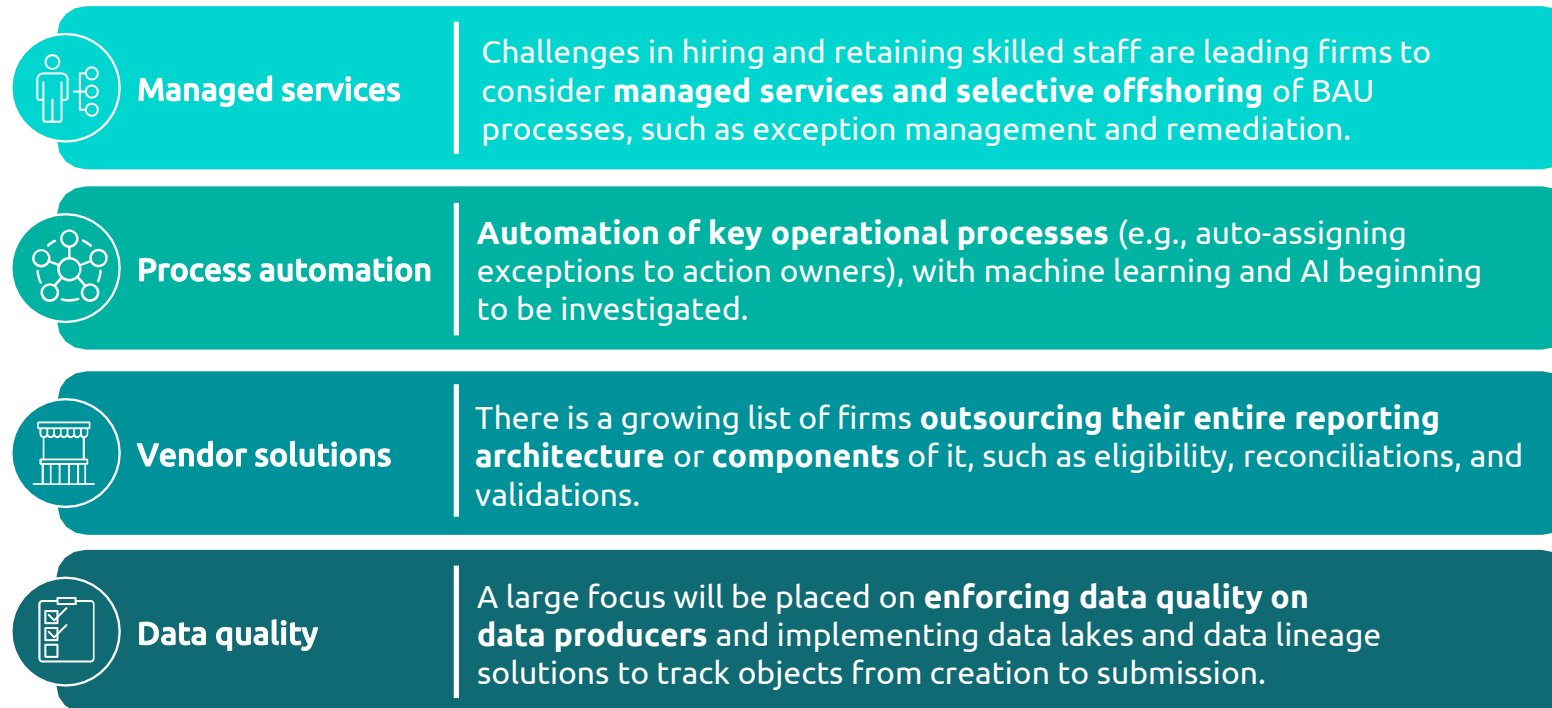 Managed services
Challenges in hiring and retaining skilled staff are leading firms to
consider managed services and selective offshoring of BAU
processes, such as exception management and remediation.
Process automation
Automation of key operational processes (e.g., auto-assigning
exceptions to action owners), with machine learning and AI beginning
to be investigated.
Vendor solutions
There is a growing list of firms outsourcing their entire reporting
architecture or components of it, such as eligibility, reconciliations, and
validations.
Data quality
A large focus will be placed on enforcing data quality on
data producers and implementing data lakes and data lineage
solutions to track objects from creation to submission.